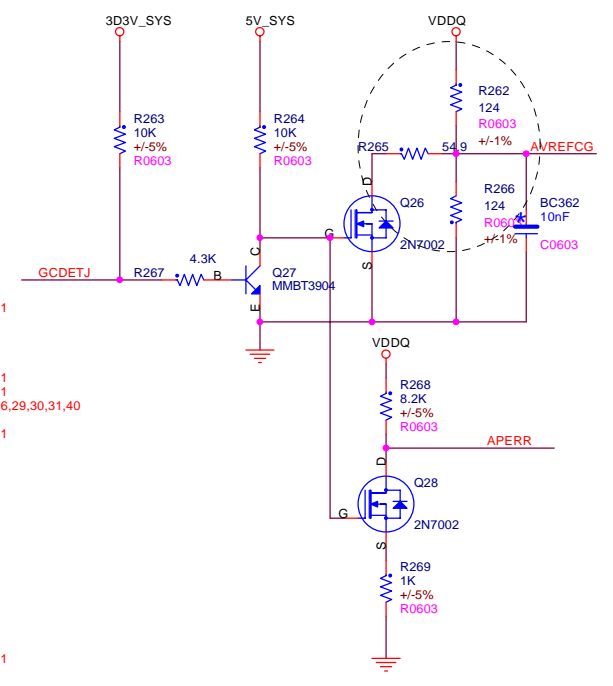 3D3V_SYS
5V_SYS
VDDQ
R263
10K
+/-5%
R0603
R264
10K
+/-5%
R0603
R262
124
R0603
+/-1%
R265
54.9
AVREFCG
D
Q26
G
2N7002
S
R266
124
R0603
+/-1%
BC362
10nF
C0603
GCDETJ
R267
4.3K
B
C
Q27
MMBT3904
E
1
1
1
6,29,30,31,40
1
1
VDDQ
R268
8.2K
+/-5%
R0603
APERR
D
Q28
G
2N7002
S
R269
1K
+/-5%
R0603